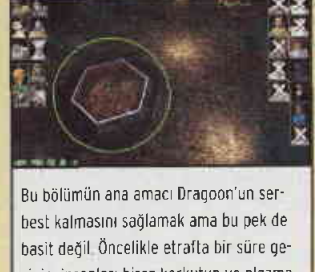 Bu bölümün ana amacı Dragoon'un ser-
best kalmasını sağlamak ama bu pek de
basit değil. Öncelikle etrafta bir süre ge-